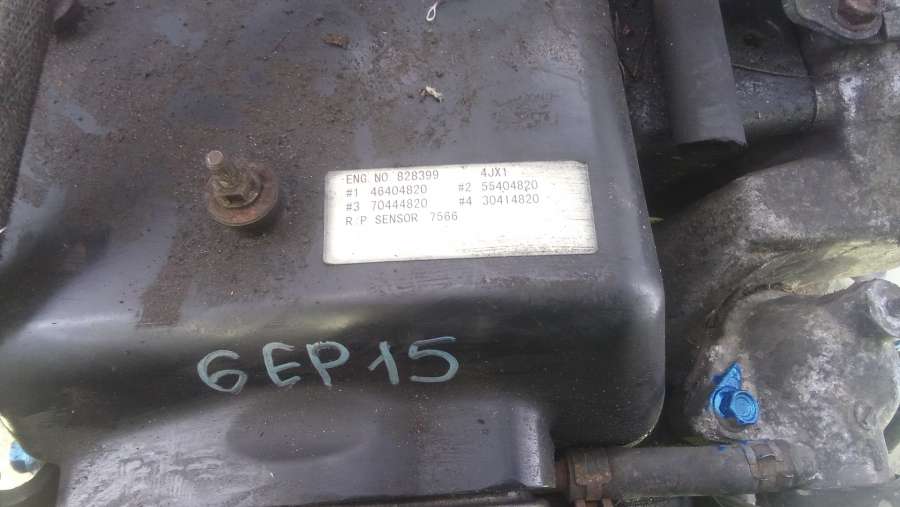 ENG.NO 828399 4JX1
#1 46404820 #2 55404820
#3 70444820 #4 30414820
R.P SENSOR 7566
6EP15